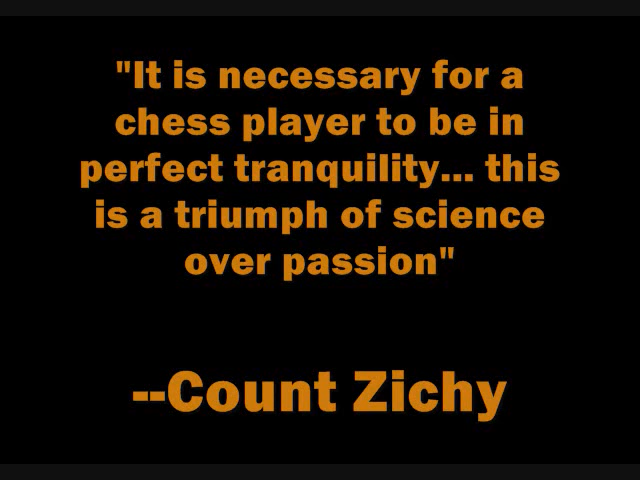 "It is necessary for a
chess player to be in
perfect tranquility... this
is a triumph of science
over passion"
--Count Zichy